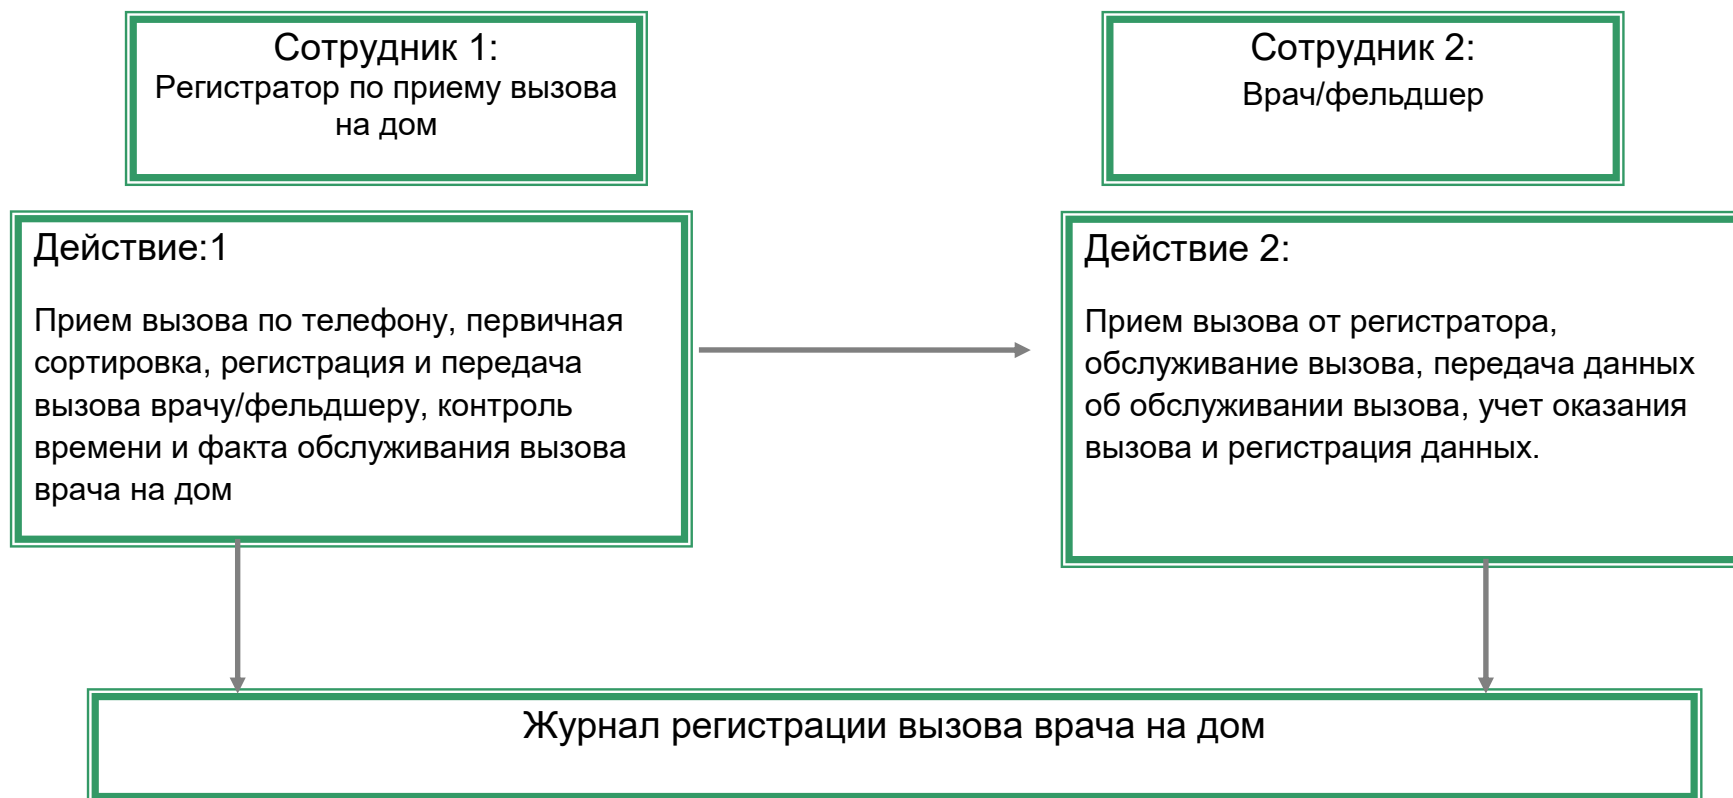 Сотрудник 1:
Регистратор по приему вызова
на дом
Сотрудник 2:
Врач/фельдшер
Действие:1
Прием вызова по телефону, первичная
сортировка, регистрация и передача
вызова врачу/фельдшеру, контроль
времени и факта обслуживания вызова
врача на дом
Действие 2:
Прием вызова от регистратора,
обслуживание вызова, передача данных
об обслуживании вызова, учет оказания
вызова и регистрация данных.
Журнал регистрации вызова врача на дом